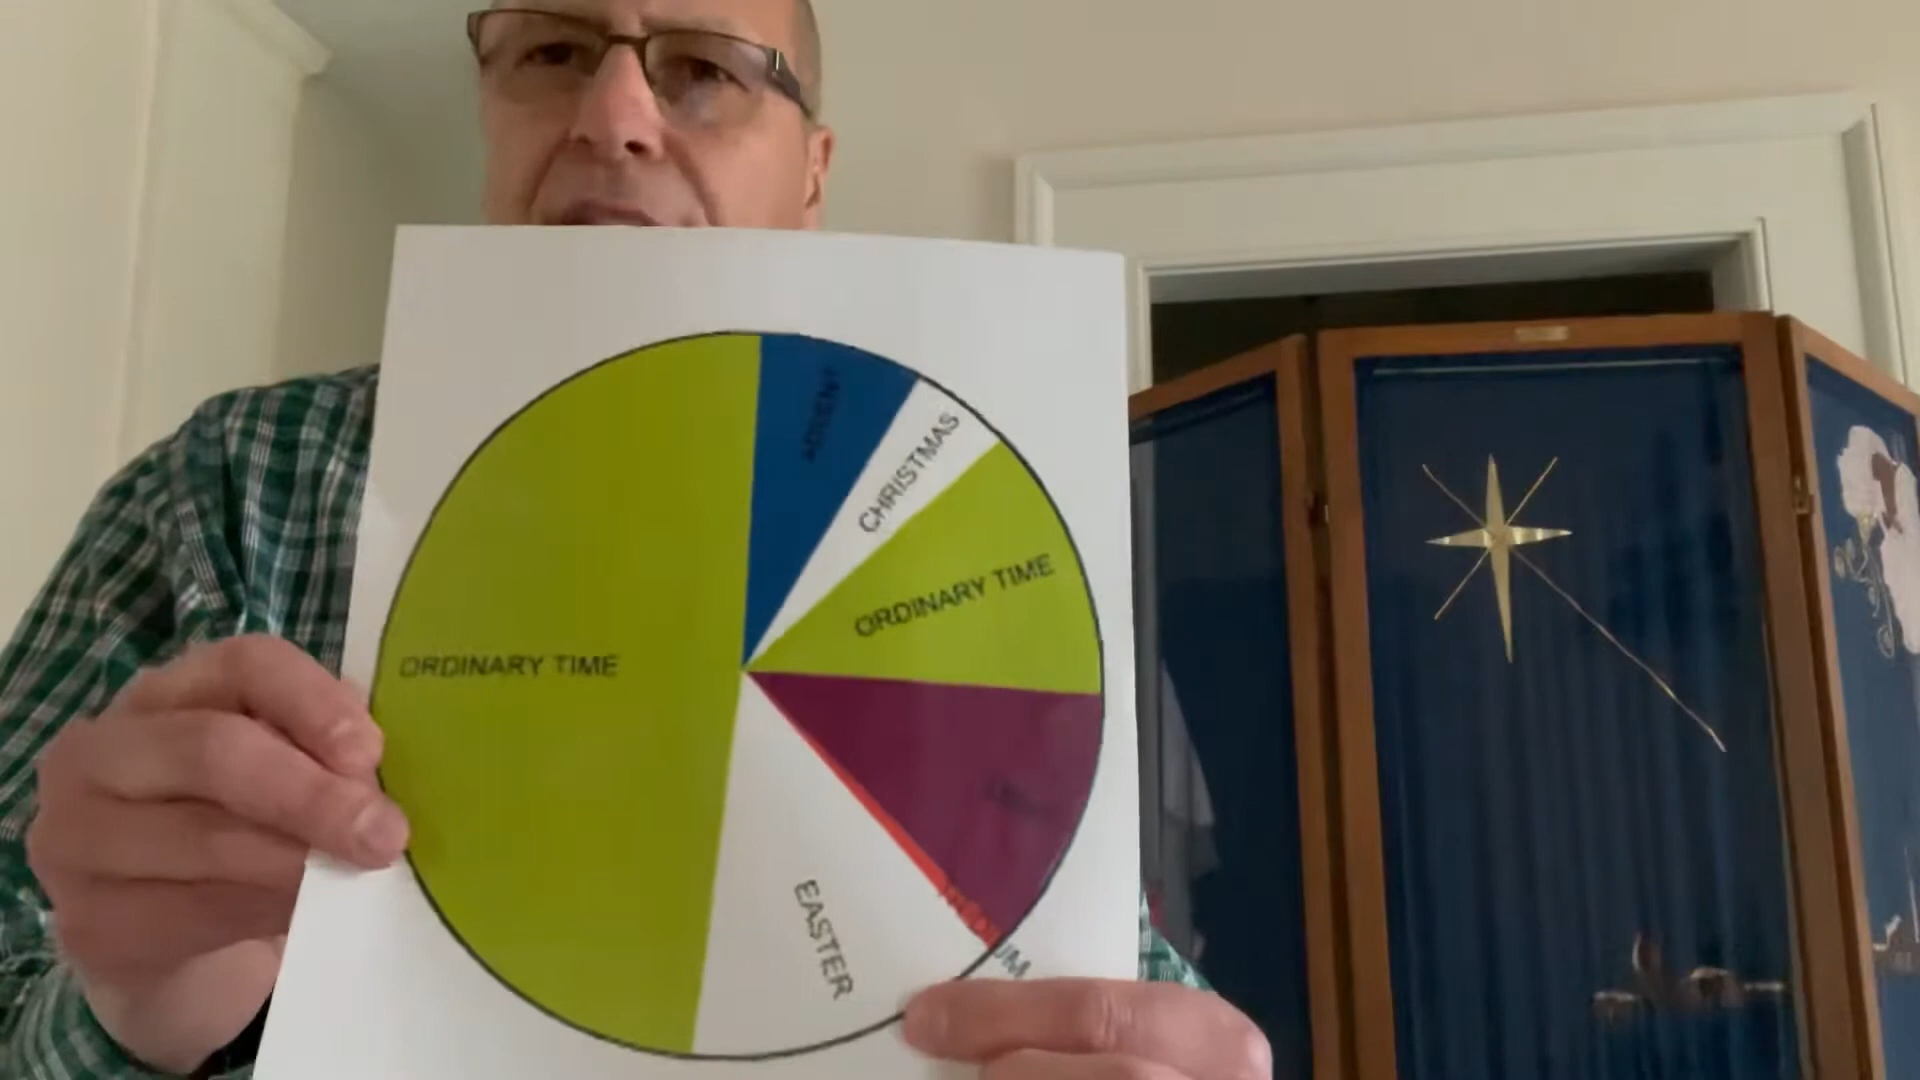 ADVENT
CHRISTMAS
ORDINARY TIME
ORDINARY TIME
EASTER